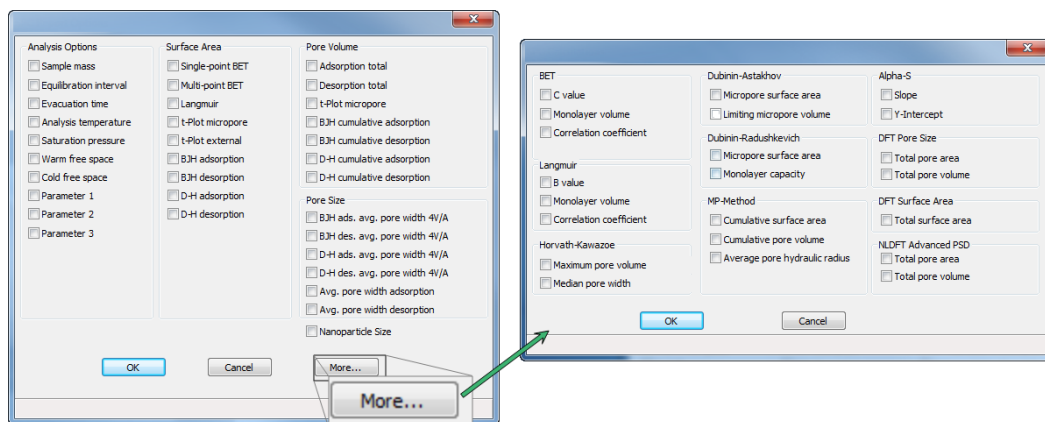 Analysis Options
Sample mass
Equilibration interval
Evacuation time
Analysis temperature
Saturation pressure
Warm free space
Cold free space
Parameter 1
Parameter 2
Parameter 3
Surface Area
Single-point BET
Multi-point BET
Langmuir
t-Plot micropore
t-Plot external
BJH adsorption
BJH desorption
D-H adsorption
D-H desorption
Pore Volume
Adsorption total
Desorption total
t-Plot micropore
BJH cumulative adsorption
BJH cumulative desorption
D-H cumulative adsorption
D-H cumulative desorption
Pore Size
BJH ads. avg. pore width 4V/A
BJH des. avg. pore width 4V/A
D-H ads. avg. pore width 4V/A
D-H des. avg. pore width 4V/A
Avg. pore width adsorption
Avg. pore width desorption
Nanoparticle Size
OK
Cancel
More...
More...
BET
C value
Monolayer volume
Correlation coefficient
Langmuir
B value
Monolayer volume
Correlation coefficient
Horvath-Kawazoe
Maximum pore volume
Median pore width
Dubinin-Astakhov
Micropore surface area
Limiting micropore volume
Dubinin-Radushkevich
Micropore surface area
Monolayer capacity
MP-Method
Cumulative surface area
Cumulative pore volume
Average pore hydraulic radius
Alpha-S
Slope
Y-Intercept
DFT Pore Size
Total pore area
Total pore volume
DFT Surface Area
Total surface area
NLDFT Advanced PSD
Total pore area
Total pore volume
OK
Cancel